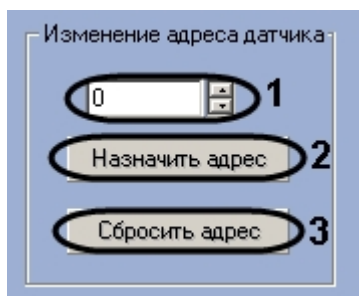 Изменение адреса датчика
0 1
Назначить адрес 2
Сбросить адрес 3